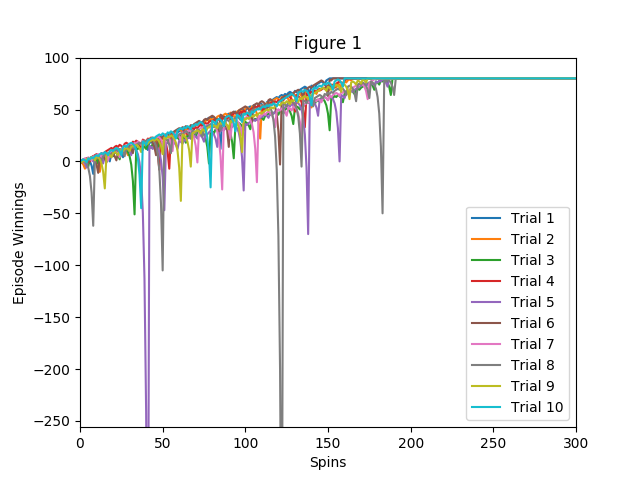 Figure 1
Episode Winnings
100
50
0
−50
−100
−150
−200
−250
0 50 100 150 200 250 300
Spins
Trial 1
Trial 2
Trial 3
Trial 4
Trial 5
Trial 6
Trial 7
Trial 8
Trial 9
Trial 10